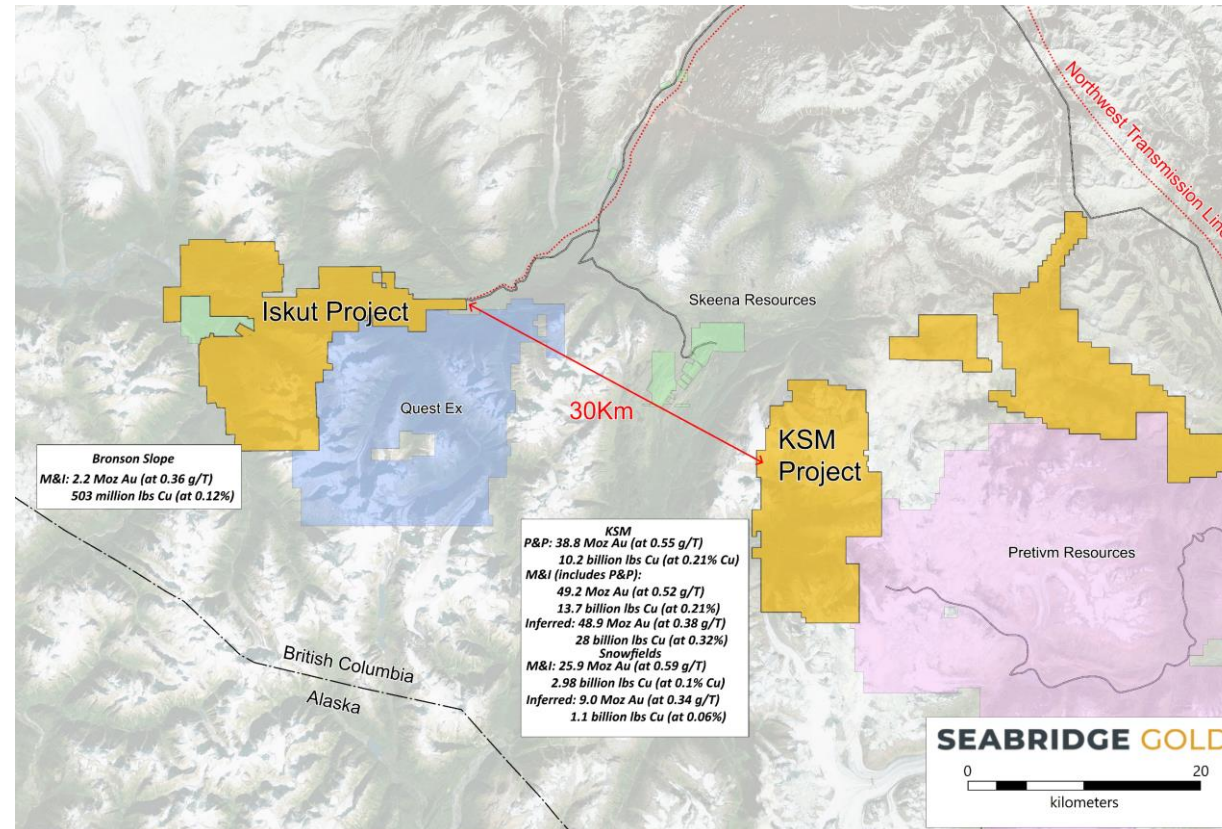 Northwest Transmission Line
Iskut Project
Skeena Resources
30Km
Quest Ex
KSM
Project
Pretivm Resources
Bronson Slope
M&I: 2.2 Moz Au (at 0.36 g/T)
503 million lbs Cu (at 0.12%)
KSM
P&P: 38.8 Moz Au (at 0.55 g/T)
10.2 billion lbs Cu (at 0.21% Cu)
M&I (includes P&P):
49.2 Moz Au (at 0.52 g/T)
13.7 billion lbs Cu (at 0.21%)
Inferred: 48.9 Moz Au (at 0.38 g/T)
28 billion lbs Cu (at 0.32%)
Snowfields
M&I: 25.9 Moz Au (at 0.59 g/T)
2.98 billion lbs Cu (at 0.1% Cu)
Inferred: 9.0 Moz Au (at 0.34 g/T)
1.1 billion lbs Cu (at 0.06%)
British Columbia
Alaska
SEABRIDGE GOLD
0 20
kilometers